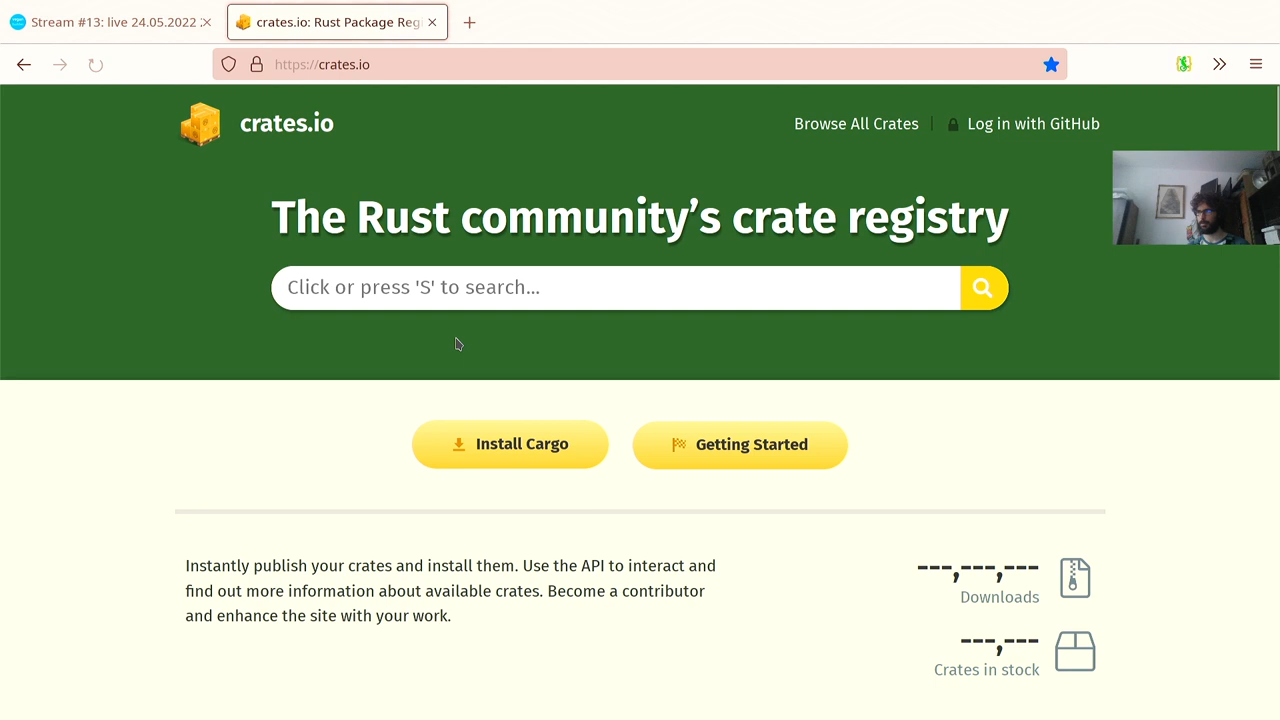 Stream #13: live 24.05.2022
crates.io: Rust Package Reg
https://crates.io
crates.io
Browse All Crates
Log in with GitHub
The Rust community's crate registry
Click or press 'S' to search...
Install Cargo
Getting Started
Instantly publish your crates and install them. Use the API to interact and
find out more information about available crates. Become a contributor
and enhance the site with your work.
---,---,---
Downloads
---,---
Crates in stock